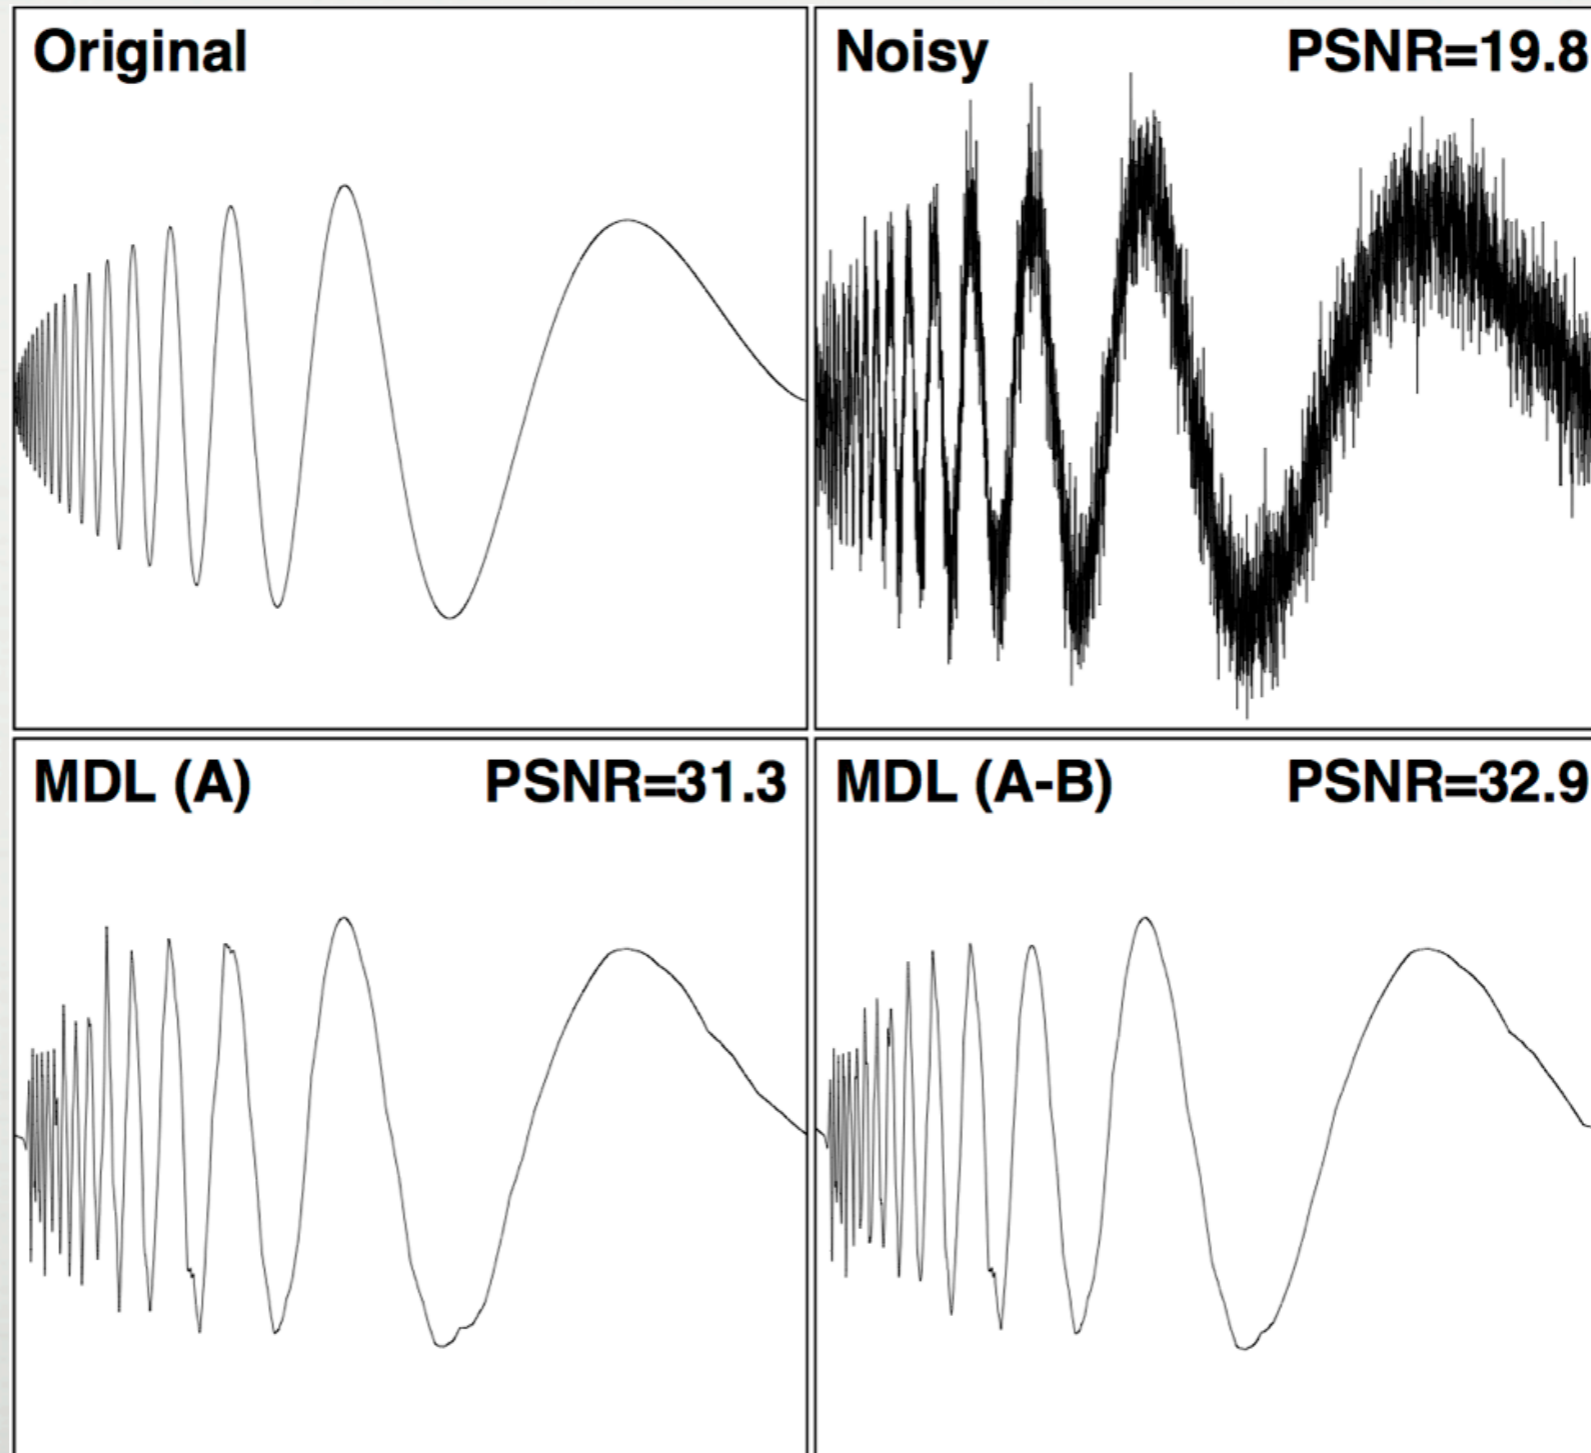 Original
Noisy PSNR=19.8
MDL (A) PSNR=31.3
MDL (A-B) PSNR=32.9